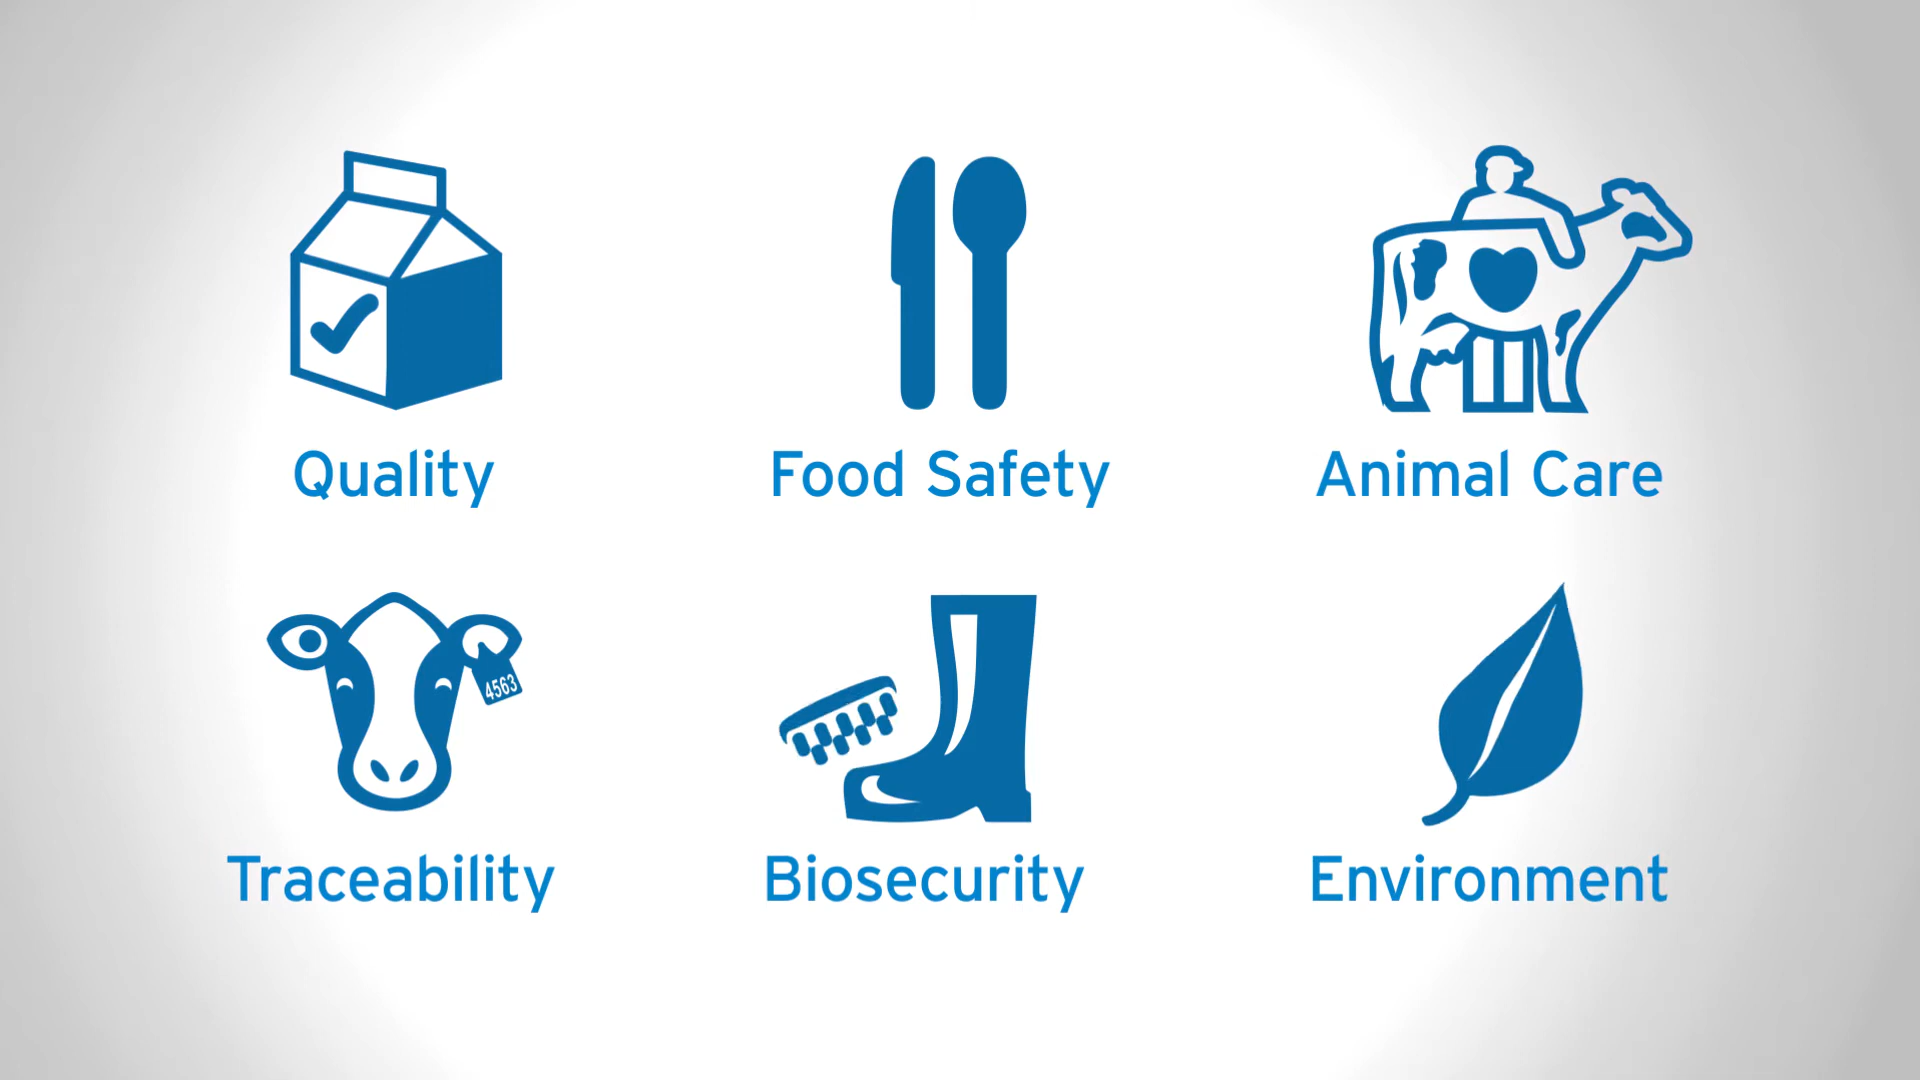 Quality
Food Safety
Animal Care
4563
Traceability
Biosecurity
Environment